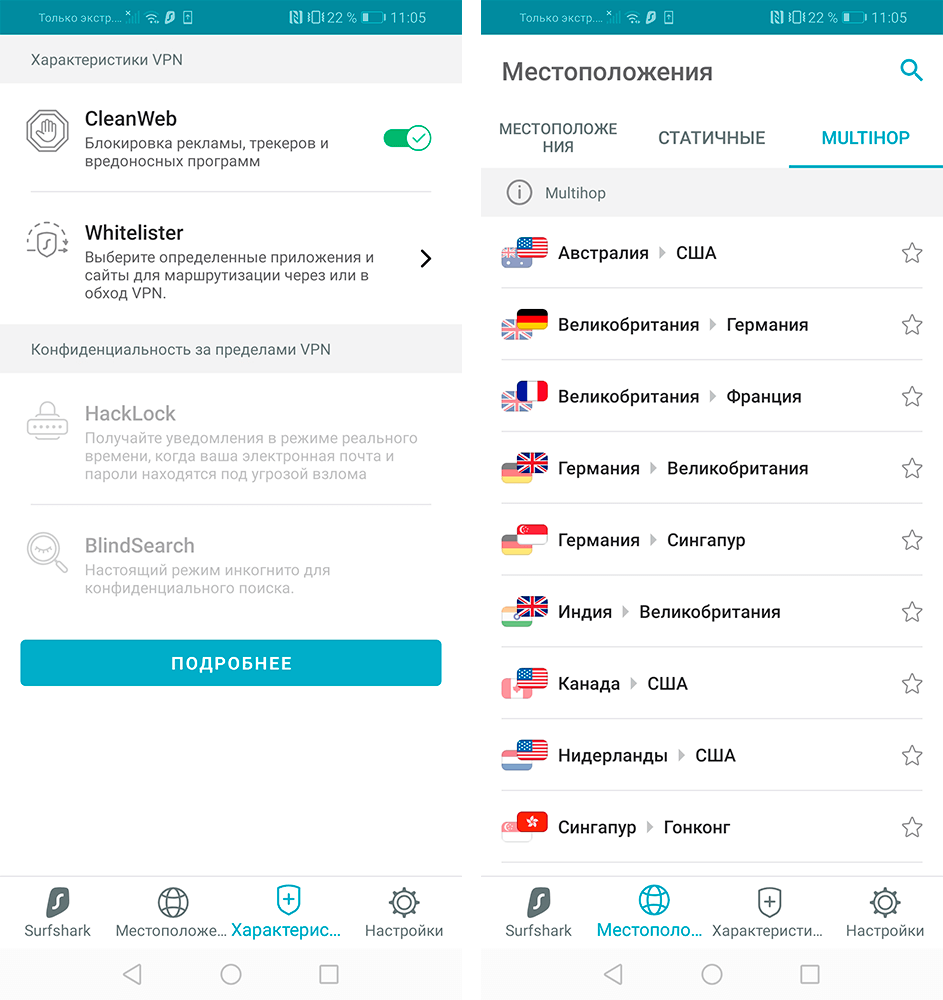 Только экстр... 22 % 11:05
Характеристики VPN
CleanWeb
Блокировка рекламы, трекеров и
вредоносных программ
Whitelister
Выберите определенные приложения и
сайты для маршрутизации через или в
обход VPN.
Конфиденциальность за пределами VPN
HackLock
Получайте уведомления в режиме реального
времени, когда ваша электронная почта и
пароли находятся под угрозой взлома
BlindSearch
Настоящий режим инкогнито для
конфиденциального поиска.
ПОДРОБНЕЕ
Surfshark Местоположе... Характерис... Настройки
Только экстр... 22 % 11:05
Местоположения
МЕСТОПОЛОЖЕ
НИЯ
СТАТИЧНЫЕ
MULTIHOP
Multihop
Австралия США
Великобритания Германия
Великобритания Франция
Германия Великобритания
Германия Сингапур
Индия Великобритания
Канада США
Нидерланды США
Сингапур Гонконг
Surfshark Местополо... Характеристи... Настройки